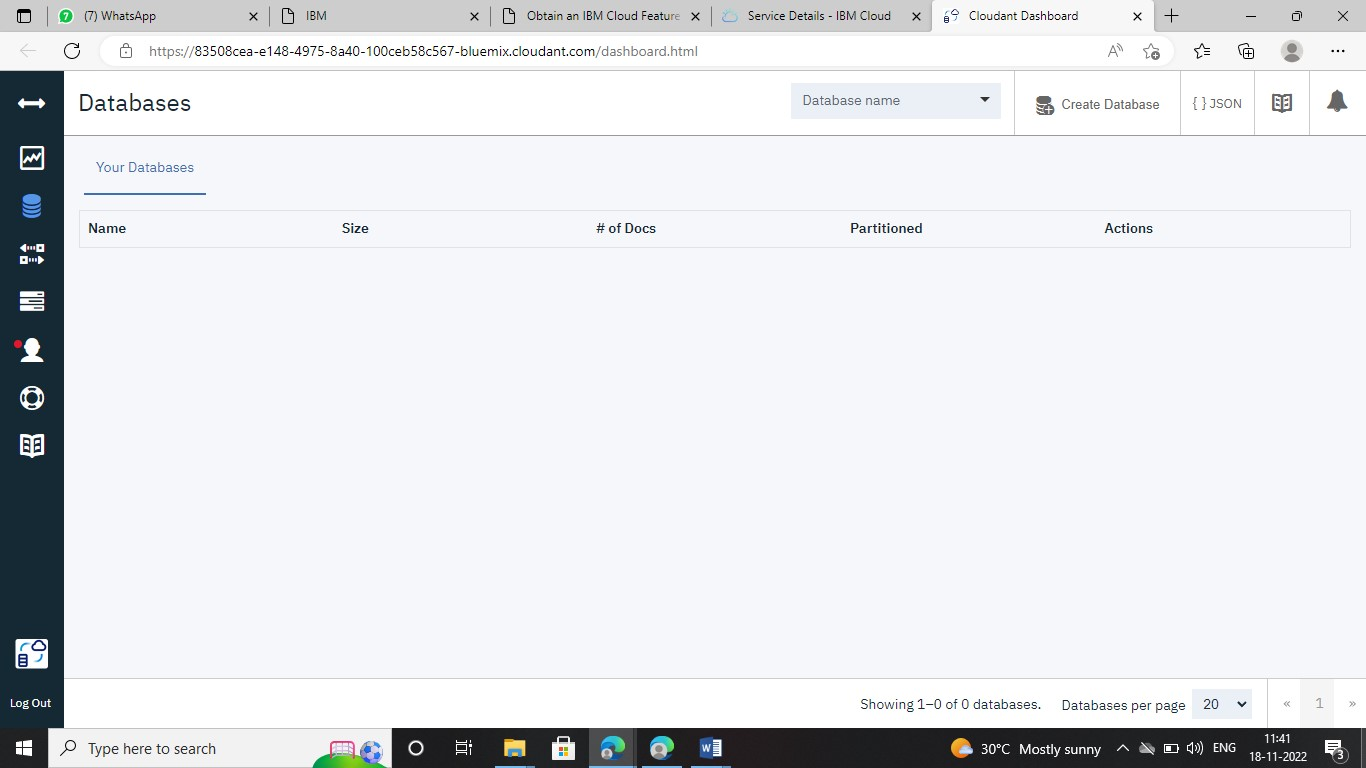 (7) WhatsApp
IBM
Obtain an IBM Cloud Feature
Service Details - IBM Cloud
Cloudant Dashboard
https://83508cea-e148-4975-8a40-100ceb58c567-bluemix.cloudant.com/dashboard.html
Databases
Database name
Create Database
{ } JSON
Your Databases
Name Size # of Docs Partitioned Actions
Log Out
Showing 1–0 of 0 databases.
Databases per page 20
« 1 »
Type here to search
30°C Mostly sunny
ENG
11:41
18-11-2022
3